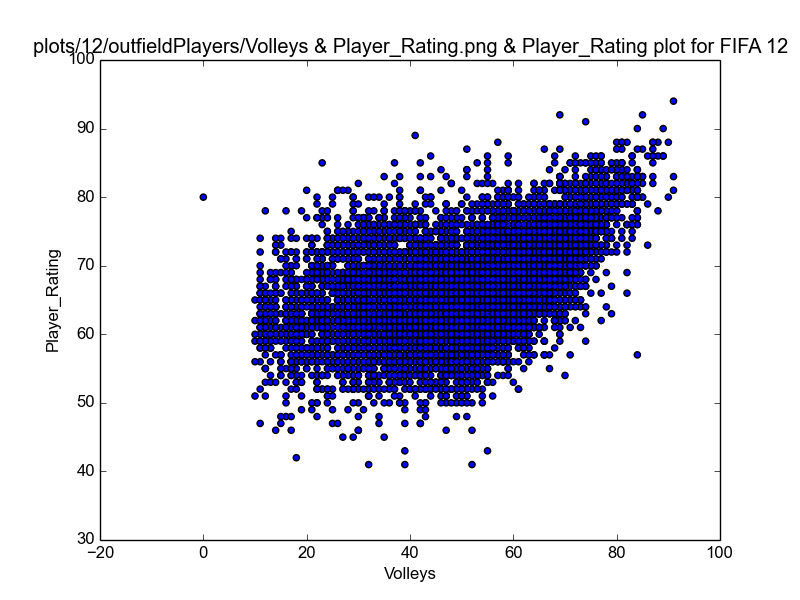 plots/12/outfieldPlayers/Volleys & Player_Rating.png & Player_Rating plot for FIFA 12
100
90
80
70
60
50
40
30
Player_Rating
−20 0 20 40 60 80 100
Volleys